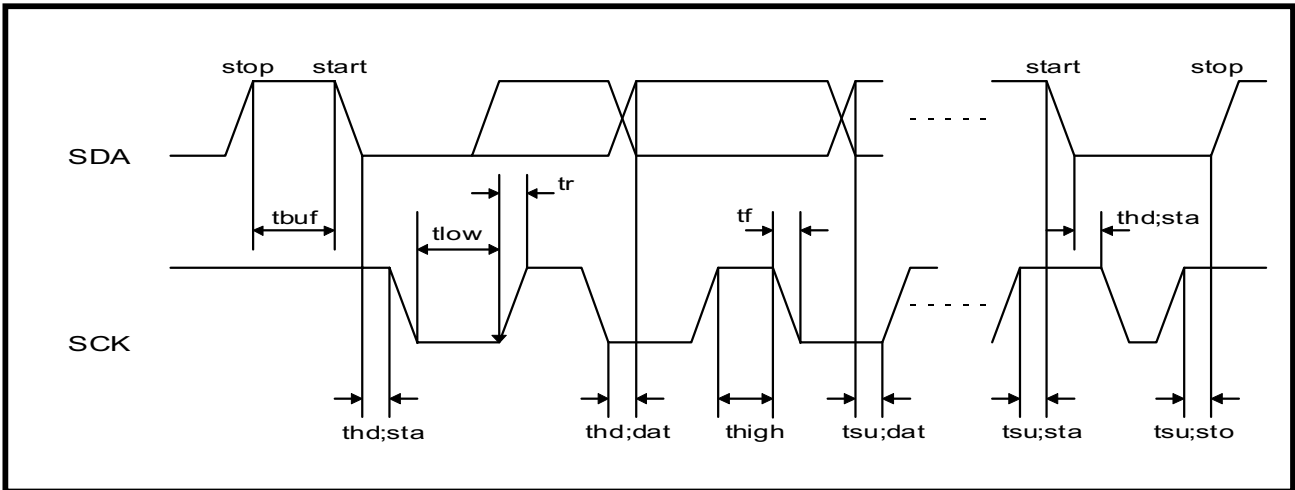 stop start start stop
SDA
tr
tbuf tlow tf thd;sta
SCK
thd;sta thd;dat thigh tsu;dat tsu;sta tsu;sto